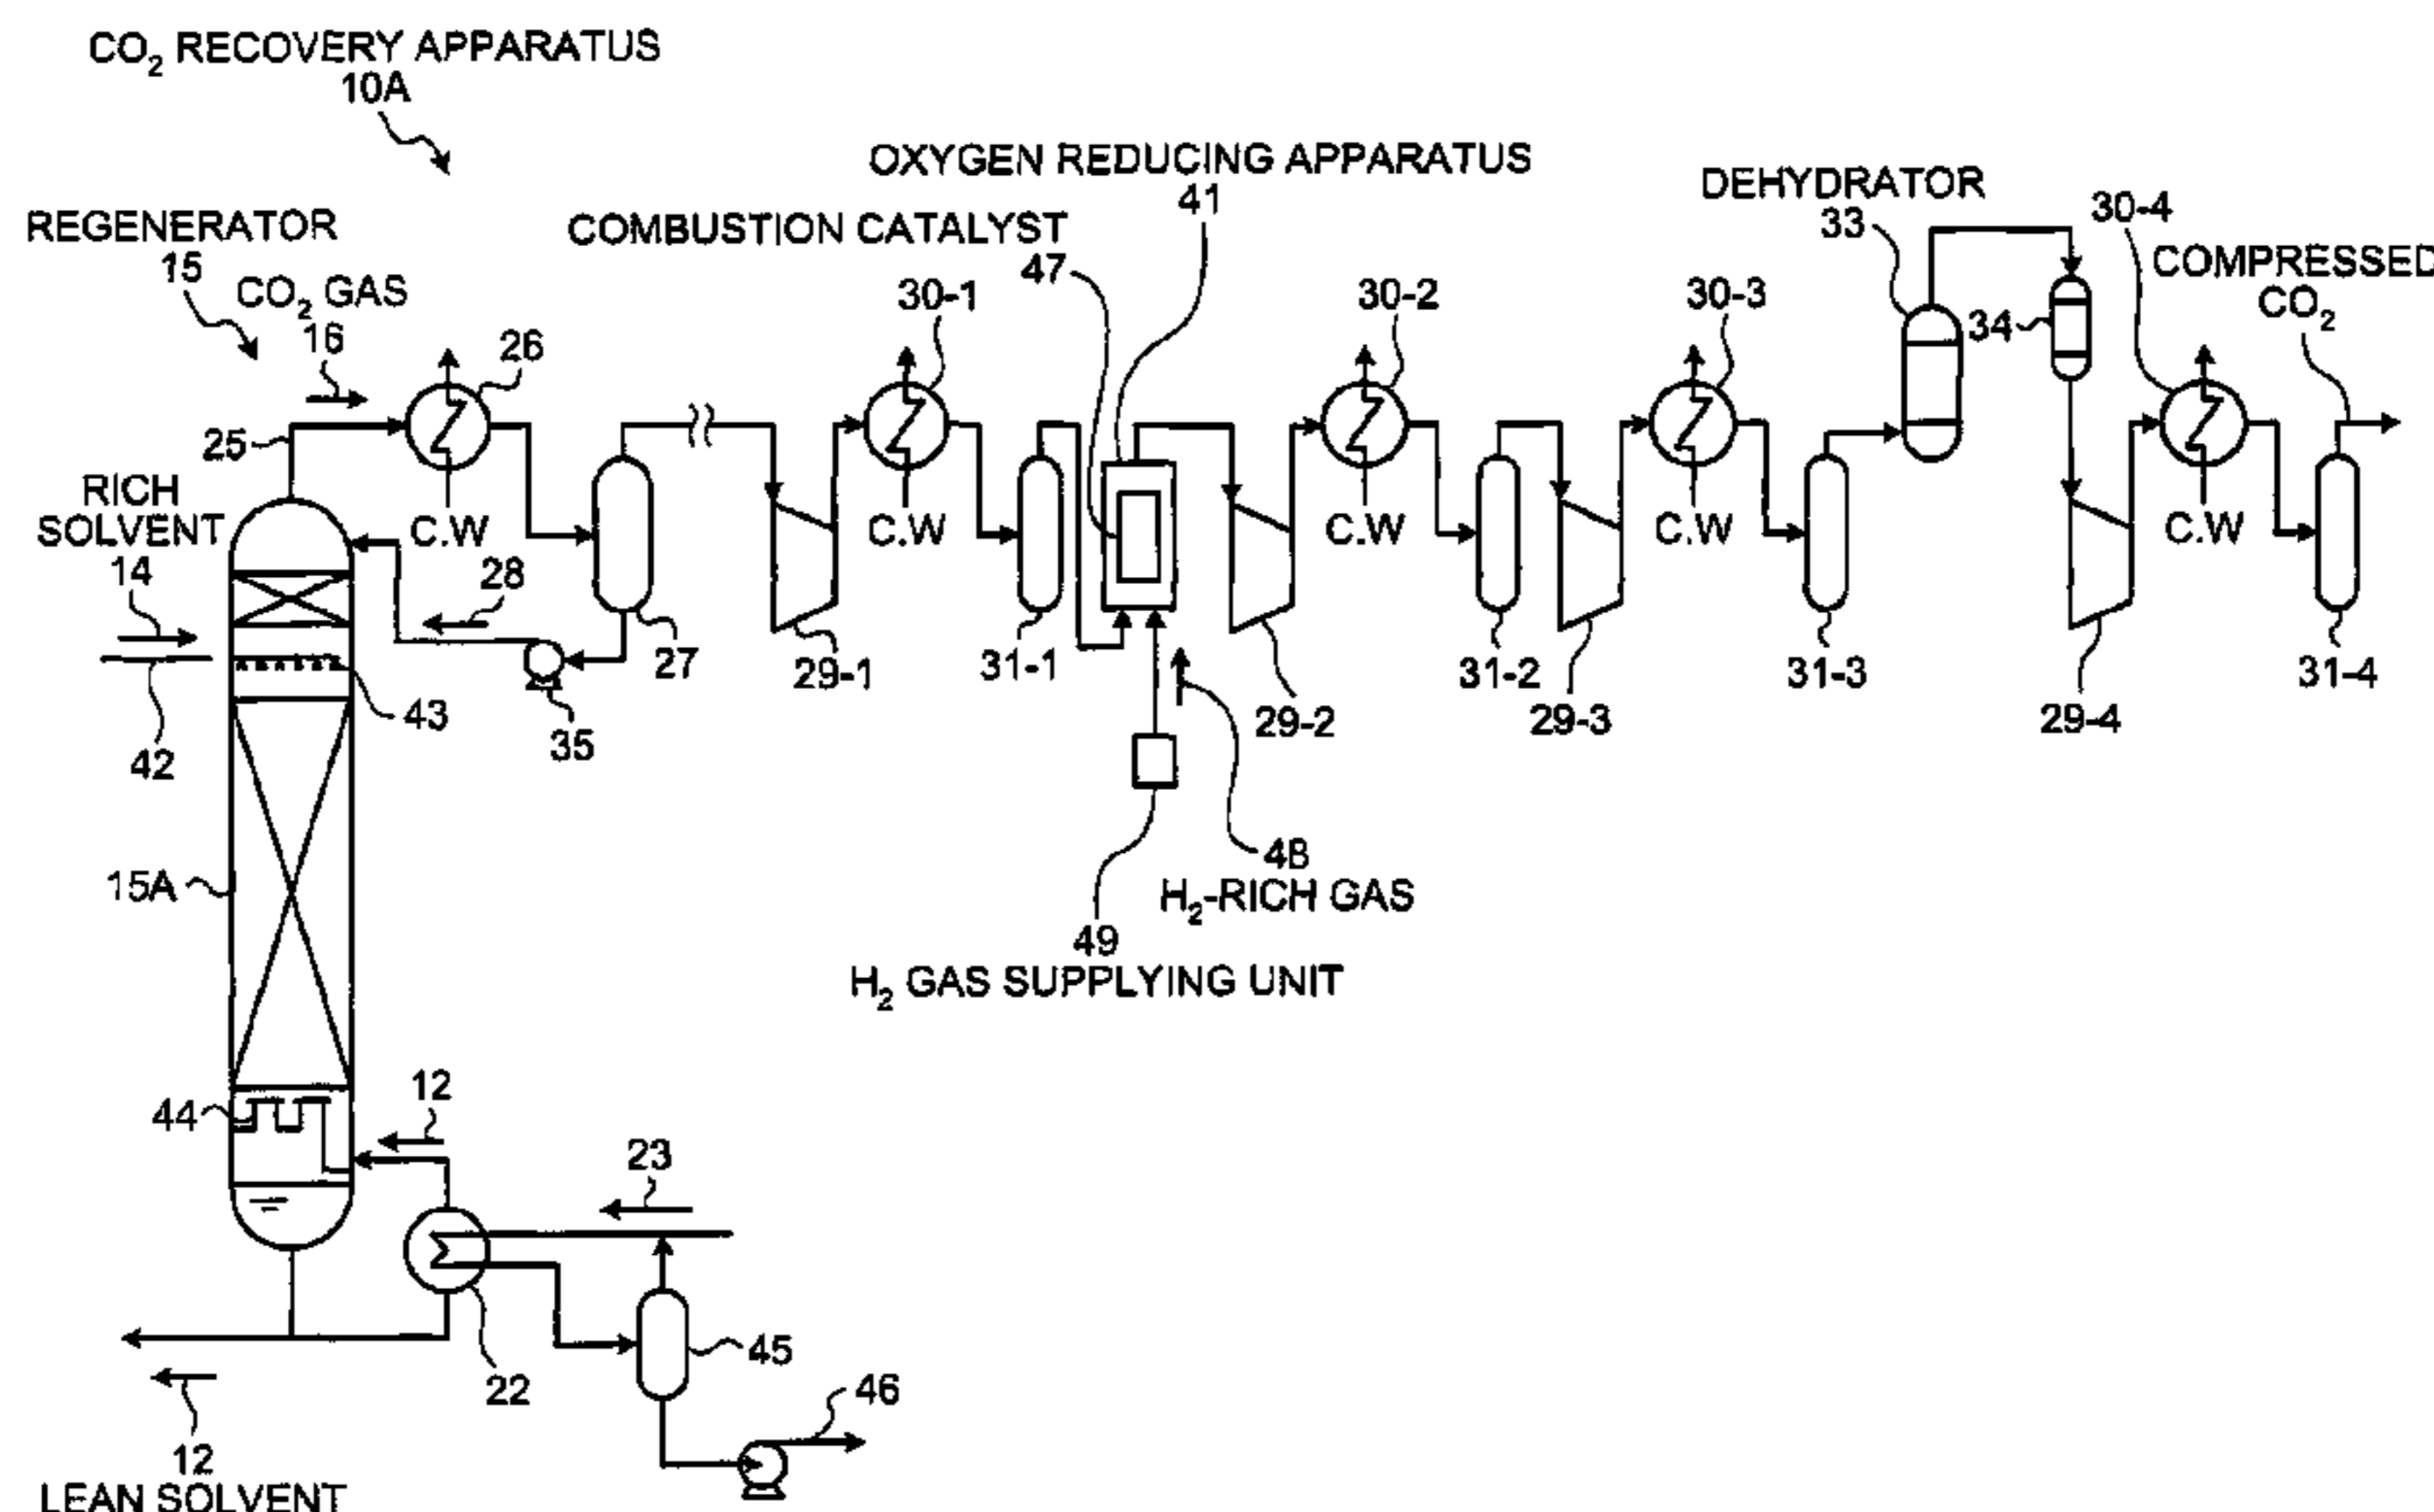 CO₂ RECOVERY APPARATUS
10A
OXYGEN REDUCING APPARATUS
41
DEHYDRATOR
33
30-4
REGENERATOR
15
COMBUSTION CATALYST
47
COMPRESSED
CO₂
CO₂ GAS
16
26
30-1
30-2
30-3
34
25
RICH
SOLVENT
14
C.W
C.W
C.W
C.W
C.W
28
27
29-1
31-1
31-2
31-3
31-4
42
43
35
29-2
29-3
29-4
48
H₂-RICH GAS
49
H₂ GAS SUPPLYING UNIT
15A
44
12
23
22
45
46
12
LEAN SOLVENT